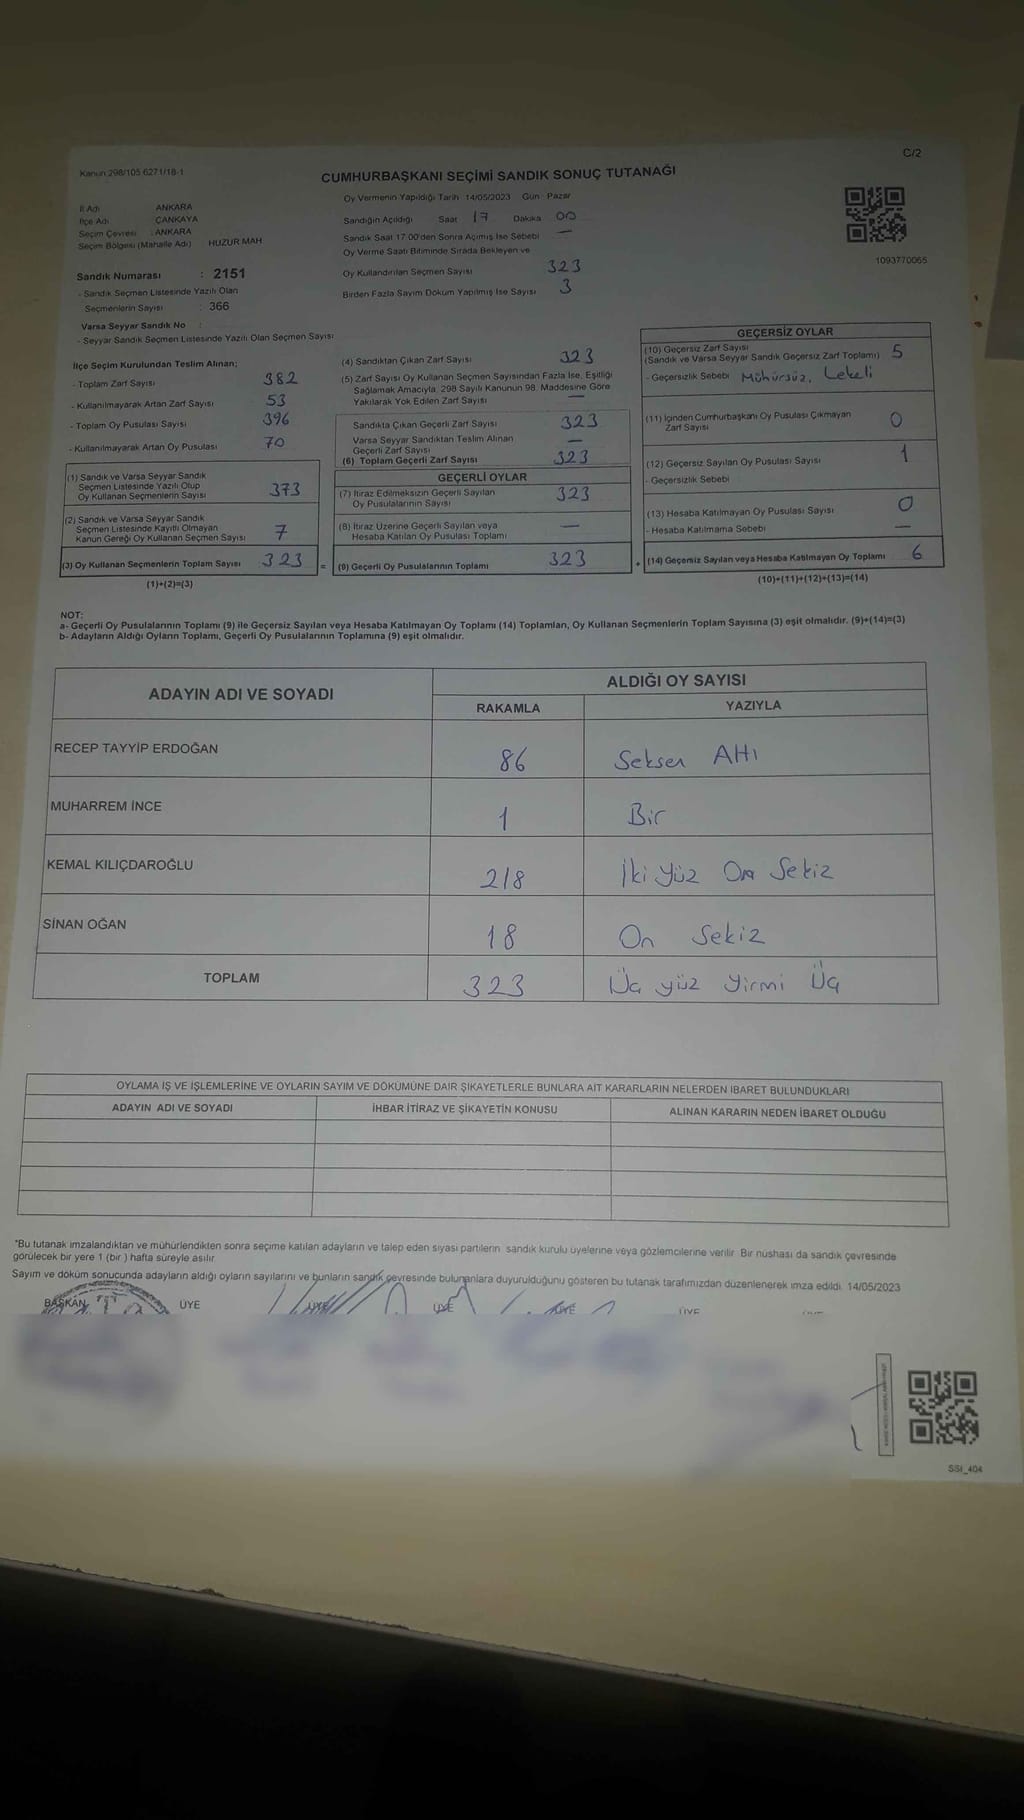 C/2
Kanun 298/105 6271/18-1
CUMHURBAŞKANI SEÇİMİ SANDIK SONUÇ TUTANAĞI
İl Adı ANKARA
İlçe Adı ÇANKAYA
Seçim Çevresi : ANKARA
Seçim Bölgesi (Mahalle Adı) HUZUR MAH
Sandık Numarası : 2151
- Sandık Seçmen Listesinde Yazılı Olan
Seçmenlerin Sayısı : 366
Varsa Seyyar Sandık No :
- Seyyar Sandık Seçmen Listesinde Yazılı Olan Seçmen Sayısı
Oy Vermenin Yapıldığı Tarih 14/05/2023 Gün Pazar
Sandığın Açıldığı Saat 17 Dakika 00
Sandık Saat 17.00'den Sonra Açılmış İse Sebebi —
Oy Verme Saati Bitiminde Sırada Bekleyen ve
Oy Kullandırılan Seçmen Sayısı 323
Birden Fazla Sayım Döküm Yapılmış İse Sayısı 3
1093770065
İlçe Seçim Kurulundan Teslim Alınan;
- Toplam Zarf Sayısı 382
- Kullanılmayarak Artan Zarf Sayısı 53
- Toplam Oy Pusulası Sayısı 396
- Kullanılmayarak Artan Oy Pusulası 70
(1) Sandık ve Varsa Seyyar Sandık
Seçmen Listesinde Yazılı Olup
Oy Kullanan Seçmenlerin Sayısı 373
(2) Sandık ve Varsa Seyyar Sandık
Seçmen Listesinde Kayıtlı Olmayan
Kanun Gereği Oy Kullanan Seçmen Sayısı 7
(3) Oy Kullanan Seçmenlerin Toplam Sayısı 323 =
(1)+(2)=(3)
(4) Sandıktan Çıkan Zarf Sayısı 323
(5) Zarf Sayısı Oy Kullanan Seçmen Sayısından Fazla İse, Eşitliği
Sağlamak Amacıyla, 298 Sayılı Kanunun 98. Maddesine Göre
Yakılarak Yok Edilen Zarf Sayısı —
Sandıkta Çıkan Geçerli Zarf Sayısı 323
Varsa Seyyar Sandıktan Teslim Alınan
Geçerli Zarf Sayısı —
(6) Toplam Geçerli Zarf Sayısı 323
GEÇERLİ OYLAR
(7) İtiraz Edilmeksizin Geçerli Sayılan
Oy Pusulalarının Sayısı 323
(8) İtiraz Üzerine Geçerli Sayılan veya
Hesaba Katılan Oy Pusulası Toplamı —
(9) Geçerli Oy Pusulalarının Toplamı 323 +
GEÇERSİZ OYLAR
(10) Geçersiz Zarf Sayısı
(Sandık ve Varsa Seyyar Sandık Geçersiz Zarf Toplamı) 5
- Geçersizlik Sebebi Mühürsüz, Lekeli
(11) İçinden Cumhurbaşkanı Oy Pusulası Çıkmayan
Zarf Sayısı 0
(12) Geçersiz Sayılan Oy Pusulası Sayısı 1
- Geçersizlik Sebebi
(13) Hesaba Katılmayan Oy Pusulası Sayısı 0
- Hesaba Katılmama Sebebi —
(14) Geçersiz Sayılan veya Hesaba Katılmayan Oy Toplamı 6
(10)+(11)+(12)+(13)=(14)
NOT:
a- Geçerli Oy Pusulalarının Toplamı (9) ile Geçersiz Sayılan veya Hesaba Katılmayan Oy Toplamı (14) Toplamları, Oy Kullanan Seçmenlerin Toplam Sayısına (3) eşit olmalıdır. (9)+(14)=(3)
b- Adayların Aldığı Oyların Toplamı, Geçerli Oy Pusulalarının Toplamına (9) eşit olmalıdır.
ADAYIN ADI VE SOYADI
ALDIĞI OY SAYISI
RAKAMLA YAZIYLA
RECEP TAYYİP ERDOĞAN 86 Seksen Altı
MUHARREM İNCE 1 Bir
KEMAL KILIÇDAROĞLU 218 İki Yüz On Sekiz
SİNAN OĞAN 18 On Sekiz
TOPLAM 323 Üç yüz Yirmi Üç
OYLAMA İŞ VE İŞLEMLERİNE VE OYLARIN SAYIM VE DÖKÜMÜNE DAİR ŞİKAYETLERLE BUNLARA AİT KARARLARIN NELERDEN İBARET BULUNDUKLARI
ADAYIN ADI VE SOYADI İHBAR İTİRAZ VE ŞİKAYETİN KONUSU ALINAN KARARIN NEDEN İBARET OLDUĞU
*Bu tutanak imzalandıktan ve mühürlendikten sonra seçime katılan adayların ve talep eden siyasi partilerin sandık kurulu üyelerine veya gözlemcilerine verilir. Bir nüshası da sandık çevresinde
görülecek bir yere 1 (bir ) hafta süreyle asılır
Sayım ve döküm sonucunda adayların aldığı oyların sayılarını ve bunların sandık çevresinde bulunanlara duyurulduğunu gösteren bu tutanak tarafımızdan düzenlenerek imza edildi. 14/05/2023
BAŞKAN ÜYE ÜYE ÜYE ÜYE ÜYE
SSI_404